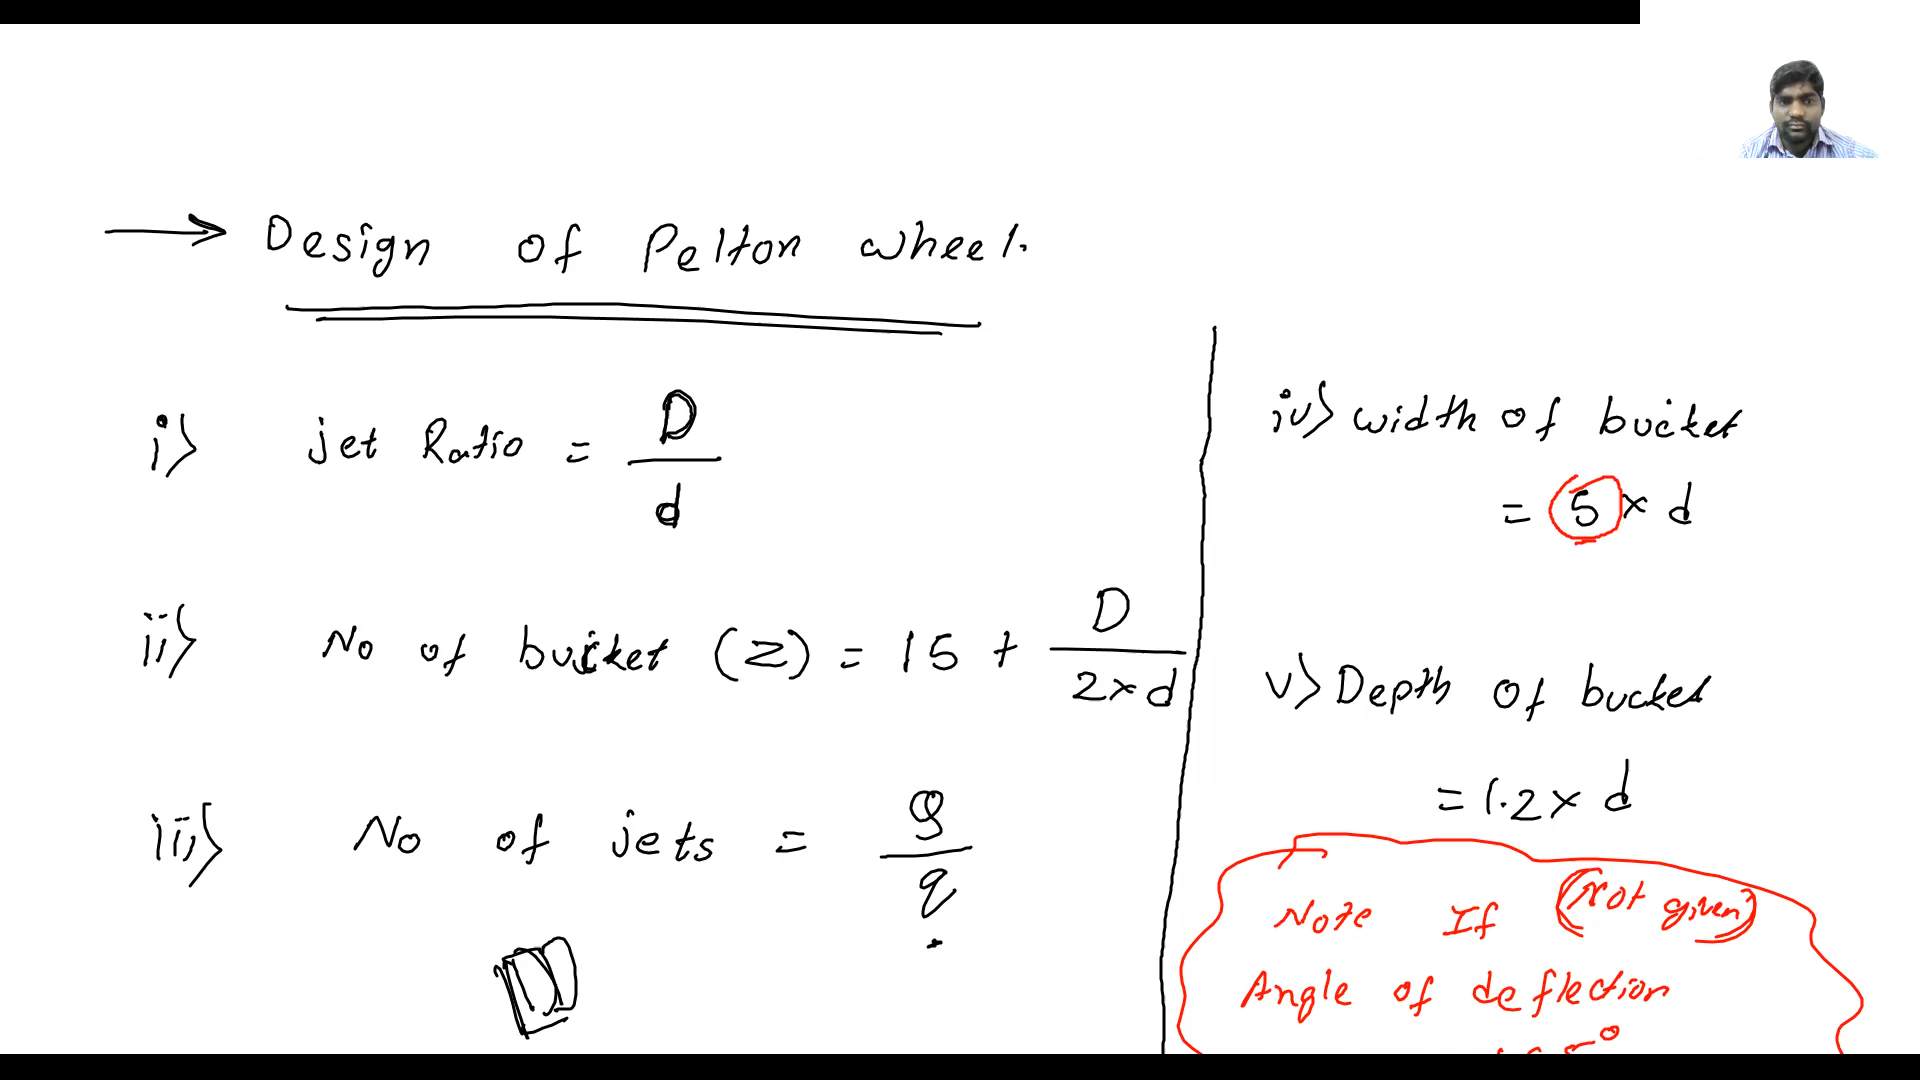 → Design of Pelton wheel.
i) jet Ratio = D/d
ii) No of bucket (Z) = 15 + D/(2×d)
iii) No of jets = Q/q
iv) width of bucket
= 5 × d
v) Depth of bucket
= 1.2 × d
Note If (Not given)
Angle of deflection